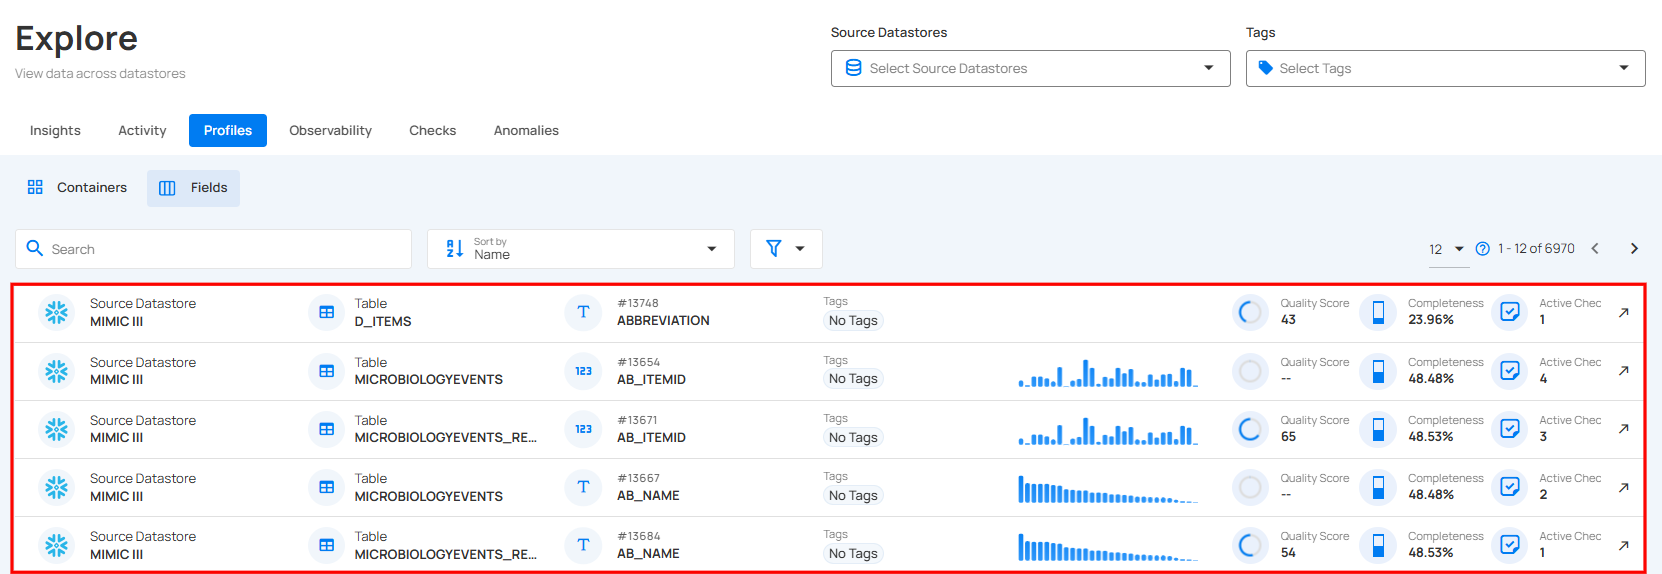 Explore
View data across datastores
Source Datastores
Select Source Datastores
Tags
Select Tags
Insights Activity Profiles Observability Checks Anomalies
Containers Fields
Search
Sort by
Name
12 1 - 12 of 6970
Source Datastore Table #13748 Tags Quality Score Completeness Active Chec
MIMIC III D_ITEMS ABBREVIATION No Tags 43 23.96% 1
Source Datastore Table #13654 Tags Quality Score Completeness Active Chec
MIMIC III MICROBIOLOGYEVENTS 123 AB_ITEMID No Tags -- 48.48% 4
Source Datastore Table #13671 Tags Quality Score Completeness Active Chec
MIMIC III MICROBIOLOGYEVENTS_RE... 123 AB_ITEMID No Tags 65 48.53% 3
Source Datastore Table #13667 Tags Quality Score Completeness Active Chec
MIMIC III MICROBIOLOGYEVENTS AB_NAME No Tags -- 48.48% 2
Source Datastore Table #13684 Tags Quality Score Completeness Active Chec
MIMIC III MICROBIOLOGYEVENTS_RE... AB_NAME No Tags 54 48.53% 1